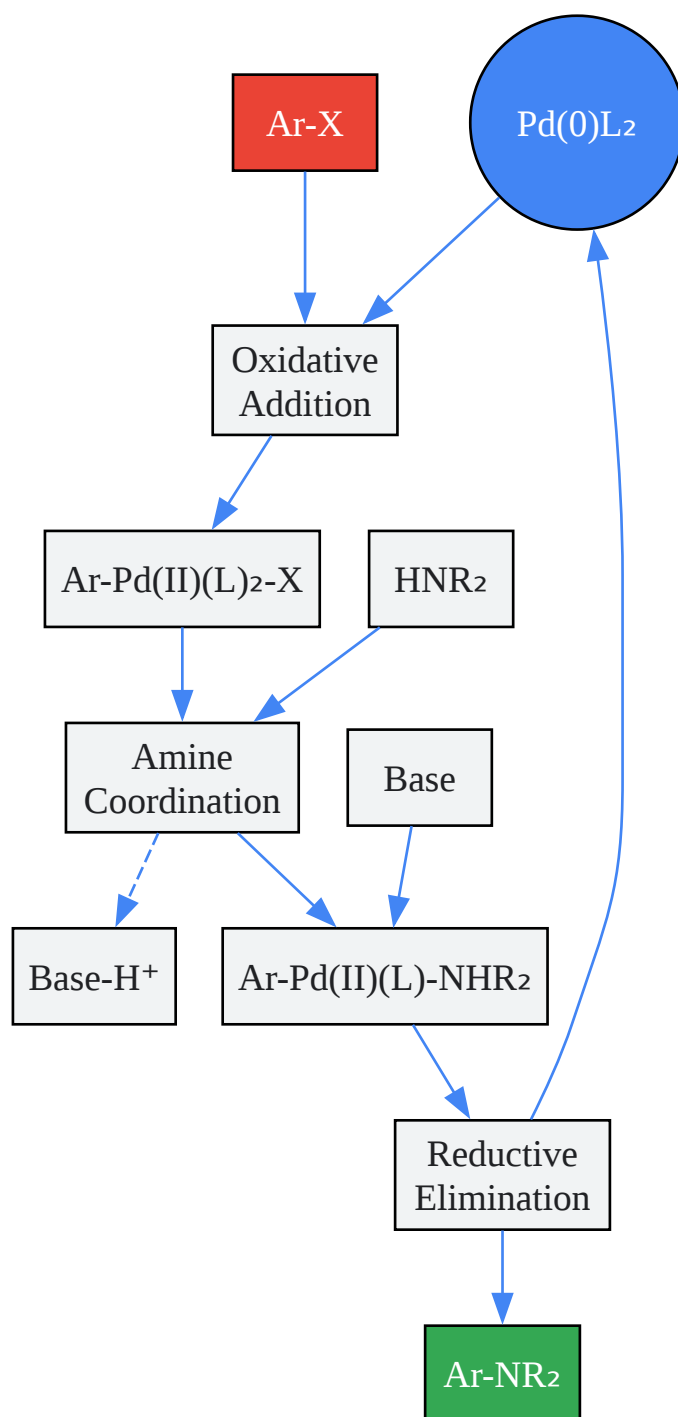 Ar-X
Pd(0)L₂
Oxidative
Addition
Ar-Pd(II)(L)₂-X
HNR₂
Amine
Coordination
Base
Base-H⁺
Ar-Pd(II)(L)-NHR₂
Reductive
Elimination
Ar-NR₂